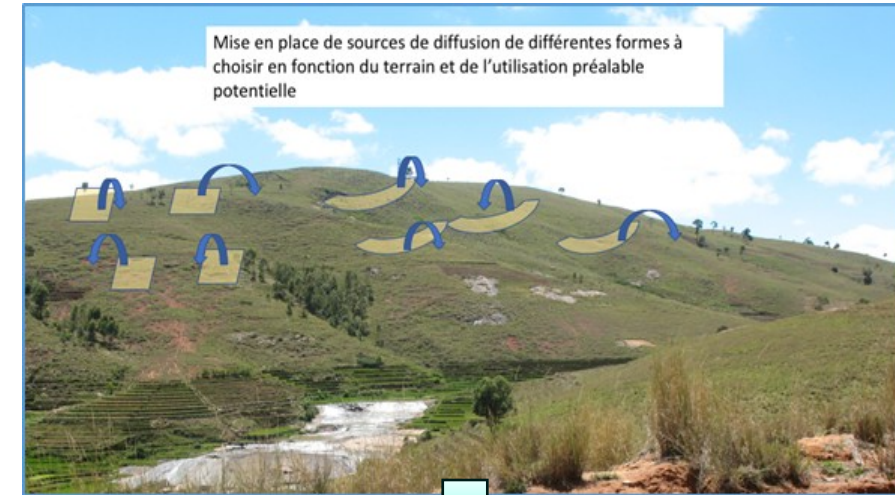 Mise en place de sources de diffusion de différentes formes à
choisir en fonction du terrain et de l’utilisation préalable
potentielle